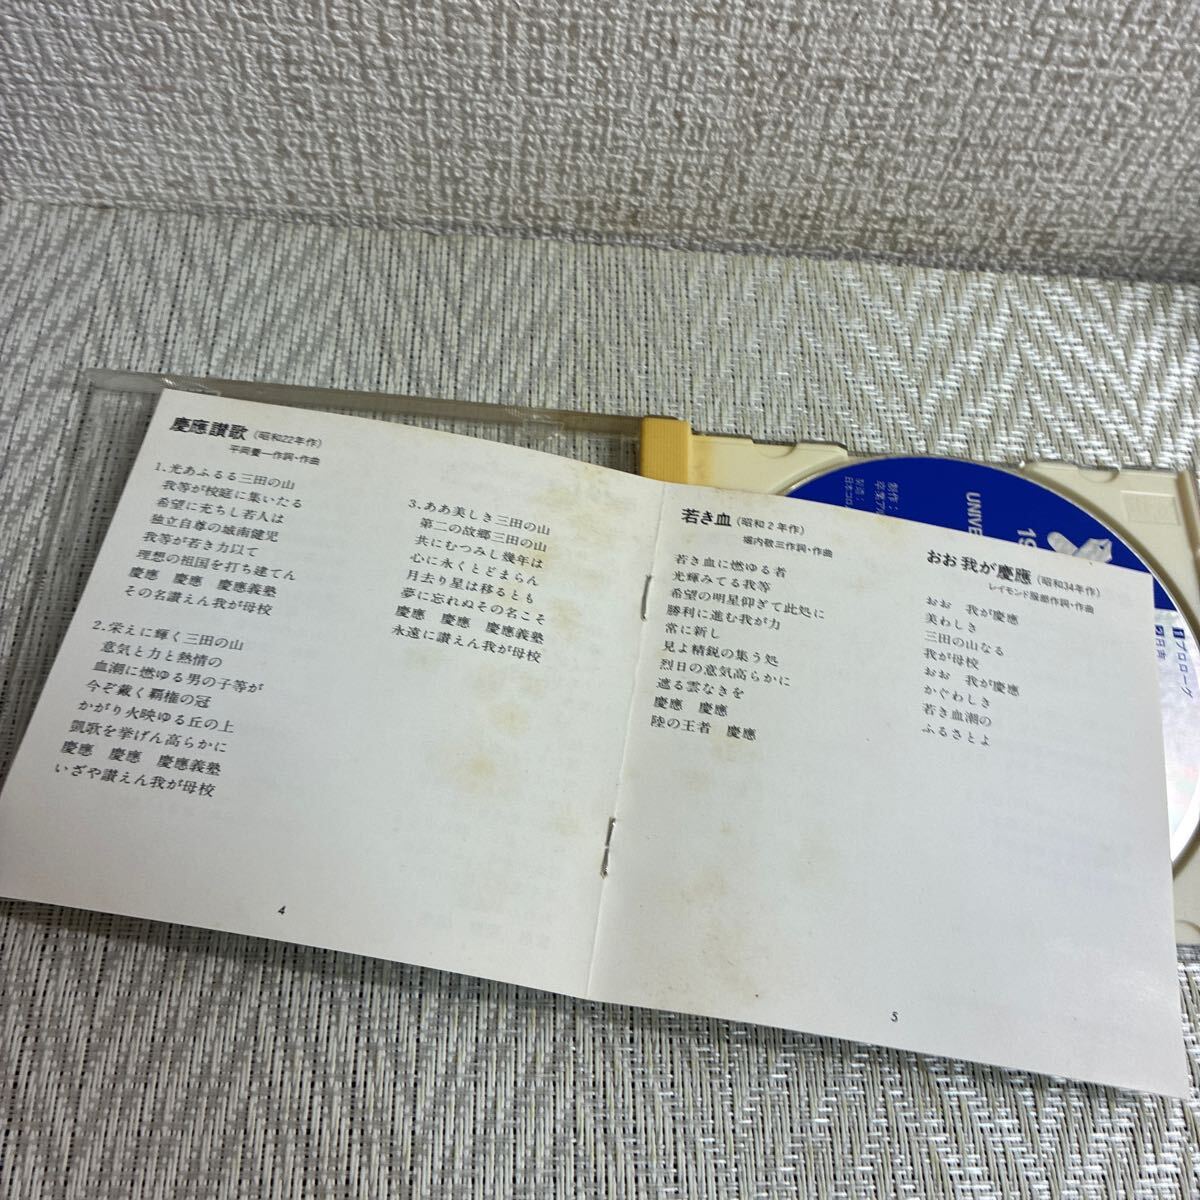 慶應讃歌(昭和22年作)
平岡養一作詞・作曲
1.光あふるる三田の山
我等が校庭に集いたる
希望に充ちし若人は
独立自尊の城南健児
我等が若き力以て
理想の祖国を打ち建てん
慶應 慶應 慶應義塾
その名讃えん我が母校
2.栄えに輝く三田の山
意気と力と熱情の
血潮に燃ゆる男の子等が
今ぞ戴く覇権の冠
かがり火映ゆる丘の上
凱歌を挙げん高らかに
慶應 慶應 慶應義塾
いざや讃えん我が母校
3.ああ美しき三田の山
第二の故郷三田の山
共にむつみし幾年は
心に永くとどまらん
月去り星は移るとも
夢に忘れぬその名こそ
慶應 慶應 慶應義塾
永遠に讃えん我が母校
4
若き血(昭和2年作)
堀内敬三作詞・作曲
若き血に燃ゆる者
光輝みてる我等
希望の明星仰ぎて此処に
勝利に進む我が力
常に新し
見よ精鋭の集う処
烈日の意気高らかに
遮る雲なきを
慶應 慶應
陸の王者 慶應
おお我が慶應(昭和34年作)
レイモンド服部作詞・作曲
おお 我が慶應
美わしき
三田の山なる
我が母校
おお 我が慶應
かぐわしき
若き血潮の
ふるさとよ
5
UNIVE
19
1プロローグ